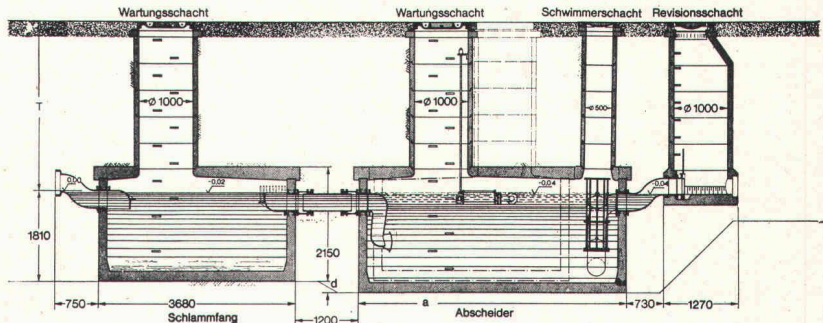 Wartungsschacht Wartungsschacht Schwimmerschacht Revisionsschacht
T
ø 1000 ø 1000 ø 500 ø 1000
0,00 -0,02 -0,04 -0,04
1810
2150
d
a
750 3680 730 1270
Schlammfang 1200 Abscheider